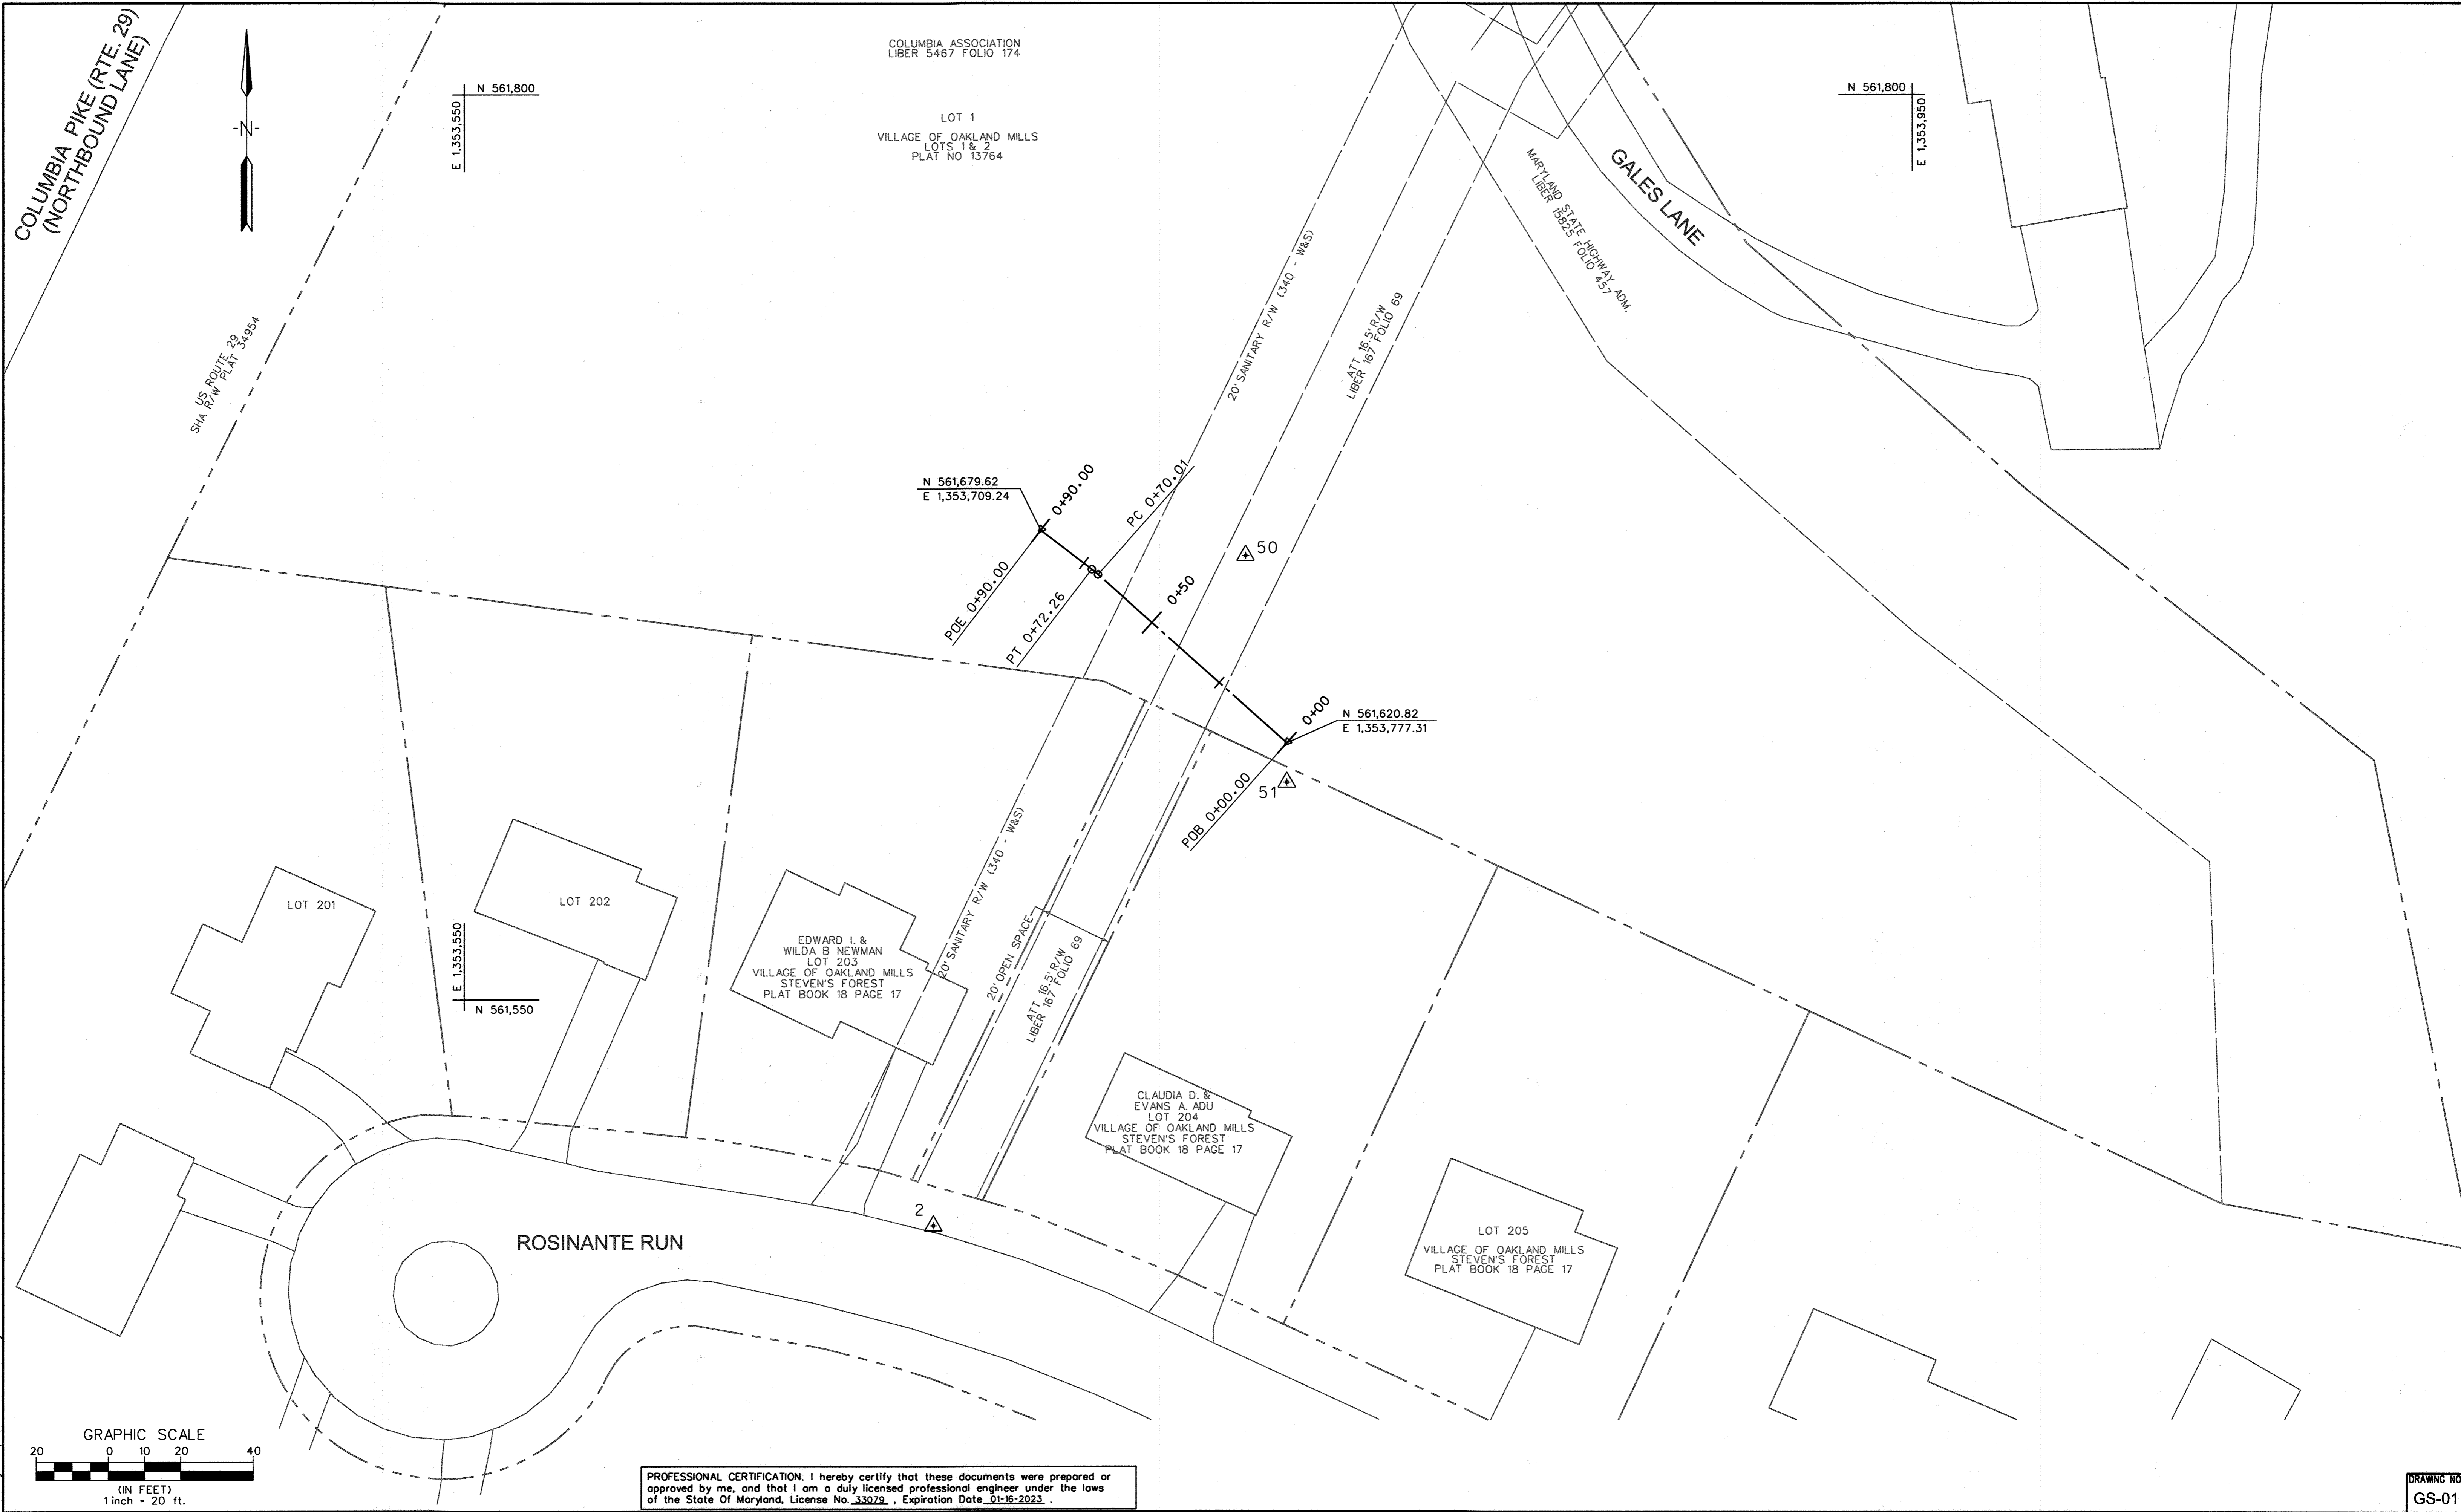 COLUMBIA PIKE (RTE. 29)
(NORTHBOUND LANE)
-N-
N 561,800
E 1,353,550
COLUMBIA ASSOCIATION
LIBER 5467 FOLIO 174
LOT 1
VILLAGE OF OAKLAND MILLS
LOTS 1 & 2
PLAT NO 13764
N 561,800
E 1,353,950
GALES LANE
MARYLAND STATE HIGHWAY ADM.
LIBER 15825 FOLIO 457
US ROUTE 29
SHA R/W PLAT 34954
20' SANITARY R/W (340 - W&S)
ATT 16.5' R/W
LIBER 167 FOLIO 69
N 561,679.62
E 1,353,709.24
0+90.00
PC 0+70.01
50
POE 0+90.00
PT 0+72.26
0+50
0+00
N 561,620.82
E 1,353,777.31
POB 0+00.00
51
LOT 201
LOT 202
EDWARD I. &
WILDA B NEWMAN
LOT 203
VILLAGE OF OAKLAND MILLS
STEVEN'S FOREST
PLAT BOOK 18 PAGE 17
20' SANITARY R/W (340 - W&S)
20' OPEN SPACE
ATT 16.5' R/W
LIBER 167 FOLIO 69
E 1,353,550
N 561,550
CLAUDIA D. &
EVANS A. ADU
LOT 204
VILLAGE OF OAKLAND MILLS
STEVEN'S FOREST
PLAT BOOK 18 PAGE 17
2
ROSINANTE RUN
LOT 205
VILLAGE OF OAKLAND MILLS
STEVEN'S FOREST
PLAT BOOK 18 PAGE 17
GRAPHIC SCALE
20 0 10 20 40
(IN FEET)
1 inch = 20 ft.
PROFESSIONAL CERTIFICATION. I hereby certify that these documents were prepared or
approved by me, and that I am a duly licensed professional engineer under the laws
of the State Of Maryland, License No. 33079 , Expiration Date 01-16-2023 .
DRAWING NO
GS-01